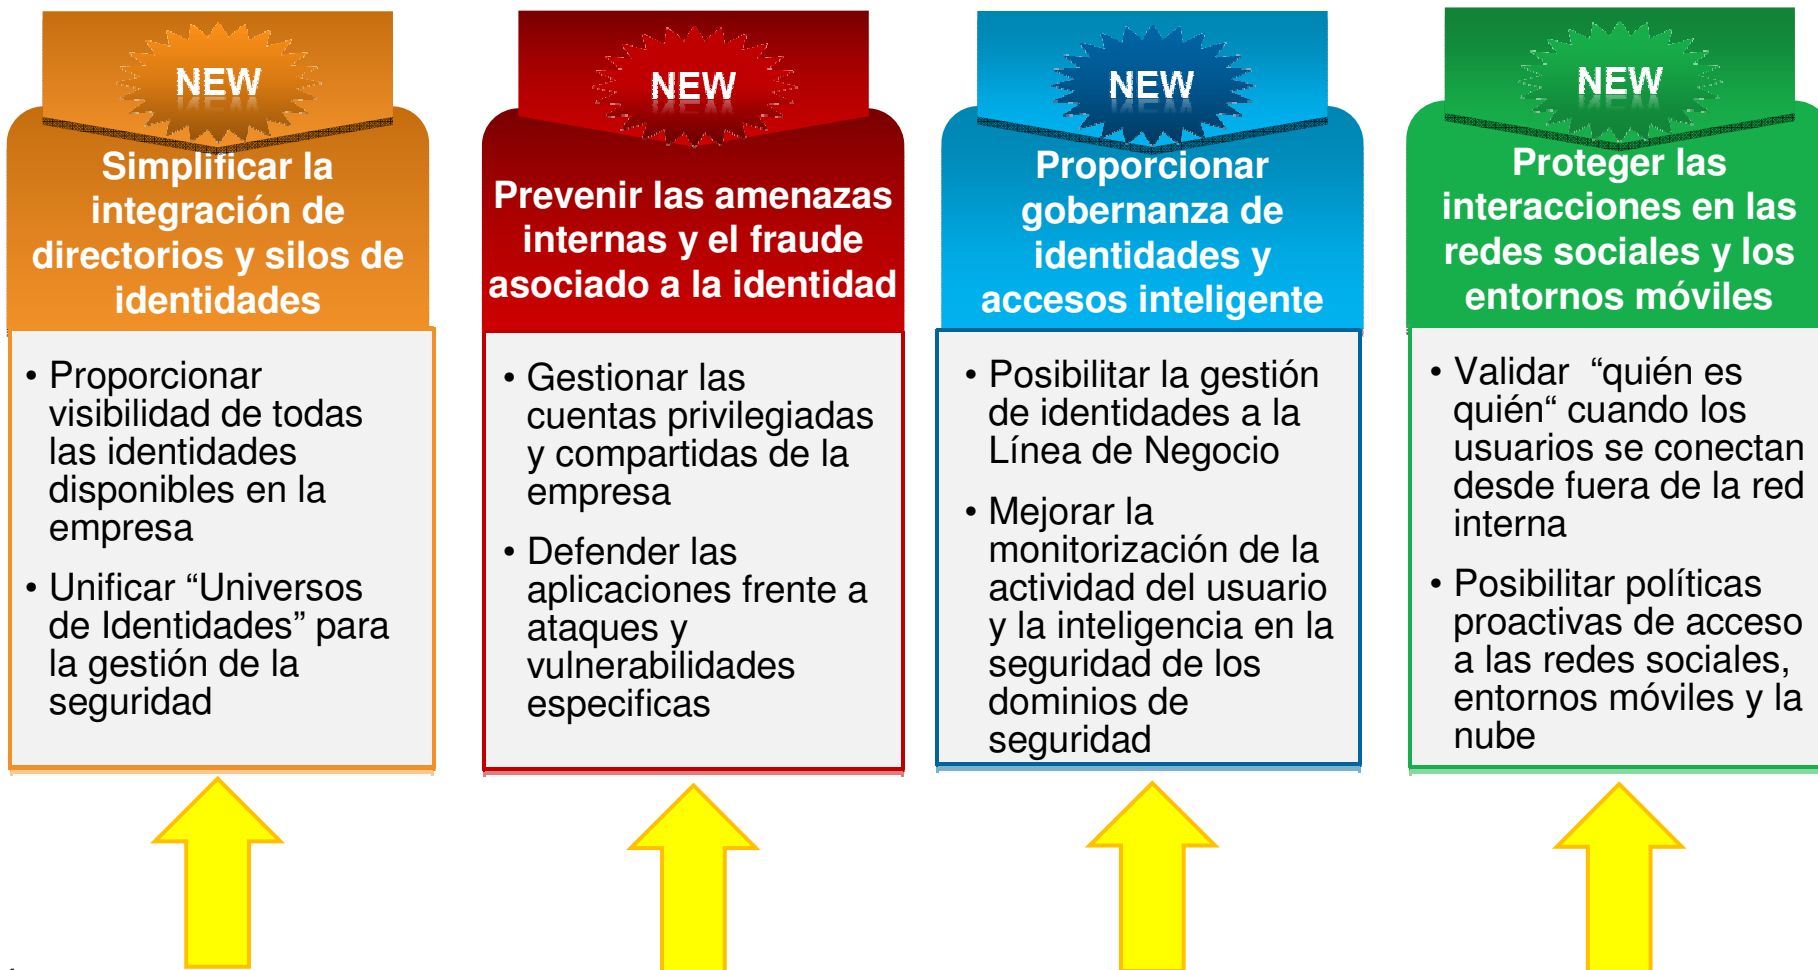 NEW
Simplificar la
integración de
directorios y silos de
identidades
• Proporcionar
visibilidad de todas
las identidades
disponibles en la
empresa
• Unificar “Universos
de Identidades” para
la gestión de la
seguridad
NEW
Prevenir las amenazas
internas y el fraude
asociado a la identidad
• Gestionar las
cuentas privilegiadas
y compartidas de la
empresa
• Defender las
aplicaciones frente a
ataques y
vulnerabilidades
especificas
NEW
Proporcionar
gobernanza de
identidades y
accesos inteligente
• Posibilitar la gestión
de identidades a la
Línea de Negocio
• Mejorar la
monitorización de la
actividad del usuario
y la inteligencia en la
seguridad de los
dominios de
seguridad
NEW
Proteger las
interacciones en las
redes sociales y los
entornos móviles
• Validar “quién es
quién“ cuando los
usuarios se conectan
desde fuera de la red
interna
• Posibilitar políticas
proactivas de acceso
a las redes sociales,
entornos móviles y la
nube